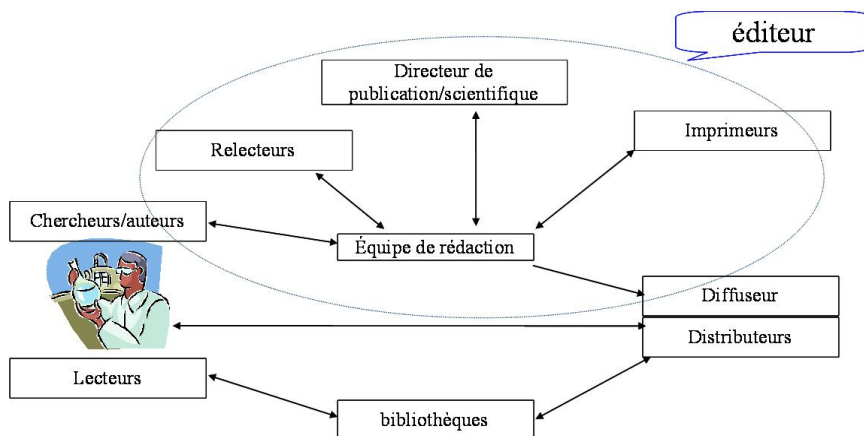 éditeur
Directeur de
publication/scientifique
Imprimeurs
Relecteurs
Chercheurs/auteurs
Équipe de rédaction
Diffuseur
Distributeurs
Lecteurs
bibliothèques